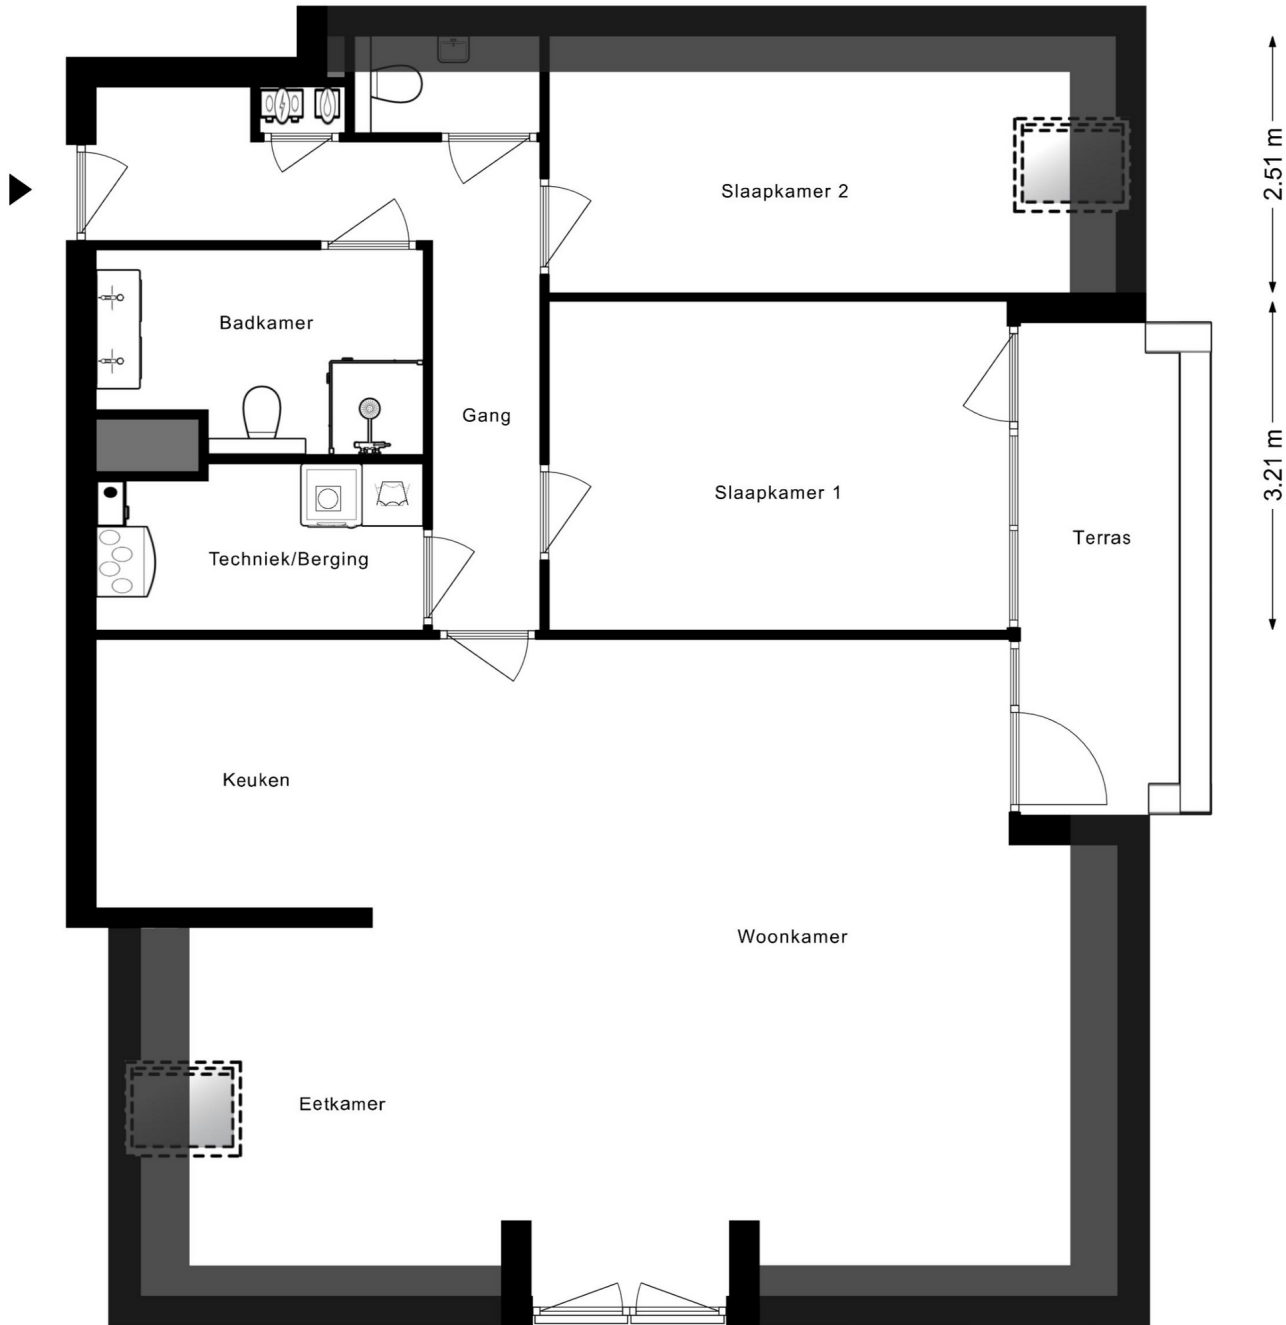 Slaapkamer 2
2.51 m
Badkamer
Gang
Slaapkamer 1
3.21 m
Terras
Techniek/Berging
Keuken
Woonkamer
Eetkamer